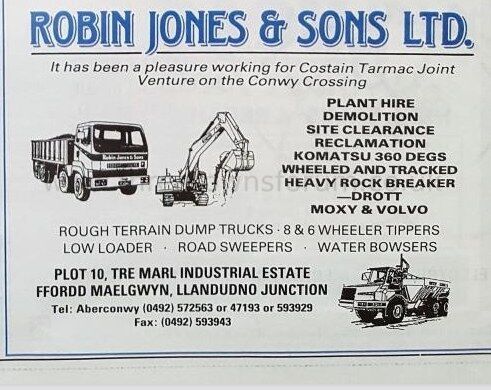 ROBIN JONES & SONS LTD.
It has been a pleasure working for Costain Tarmac Joint
Venture on the Conwy Crossing
Robin Jones & Sons
PLANT HIRE
DEMOLITION
SITE CLEARANCE
RECLAMATION
KOMATSU 360 DEGS
WHEELED AND TRACKED
HEAVY ROCK BREAKER
—DROTT
MOXY & VOLVO
ROUGH TERRAIN DUMP TRUCKS · 8 & 6 WHEELER TIPPERS
LOW LOADER · ROAD SWEEPERS · WATER BOWSERS
PLOT 10, TRE MARL INDUSTRIAL ESTATE
FFORDD MAELGWYN, LLANDUDNO JUNCTION
Tel: Aberconwy (0492) 572563 or 47193 or 593929
Fax: (0492) 593943